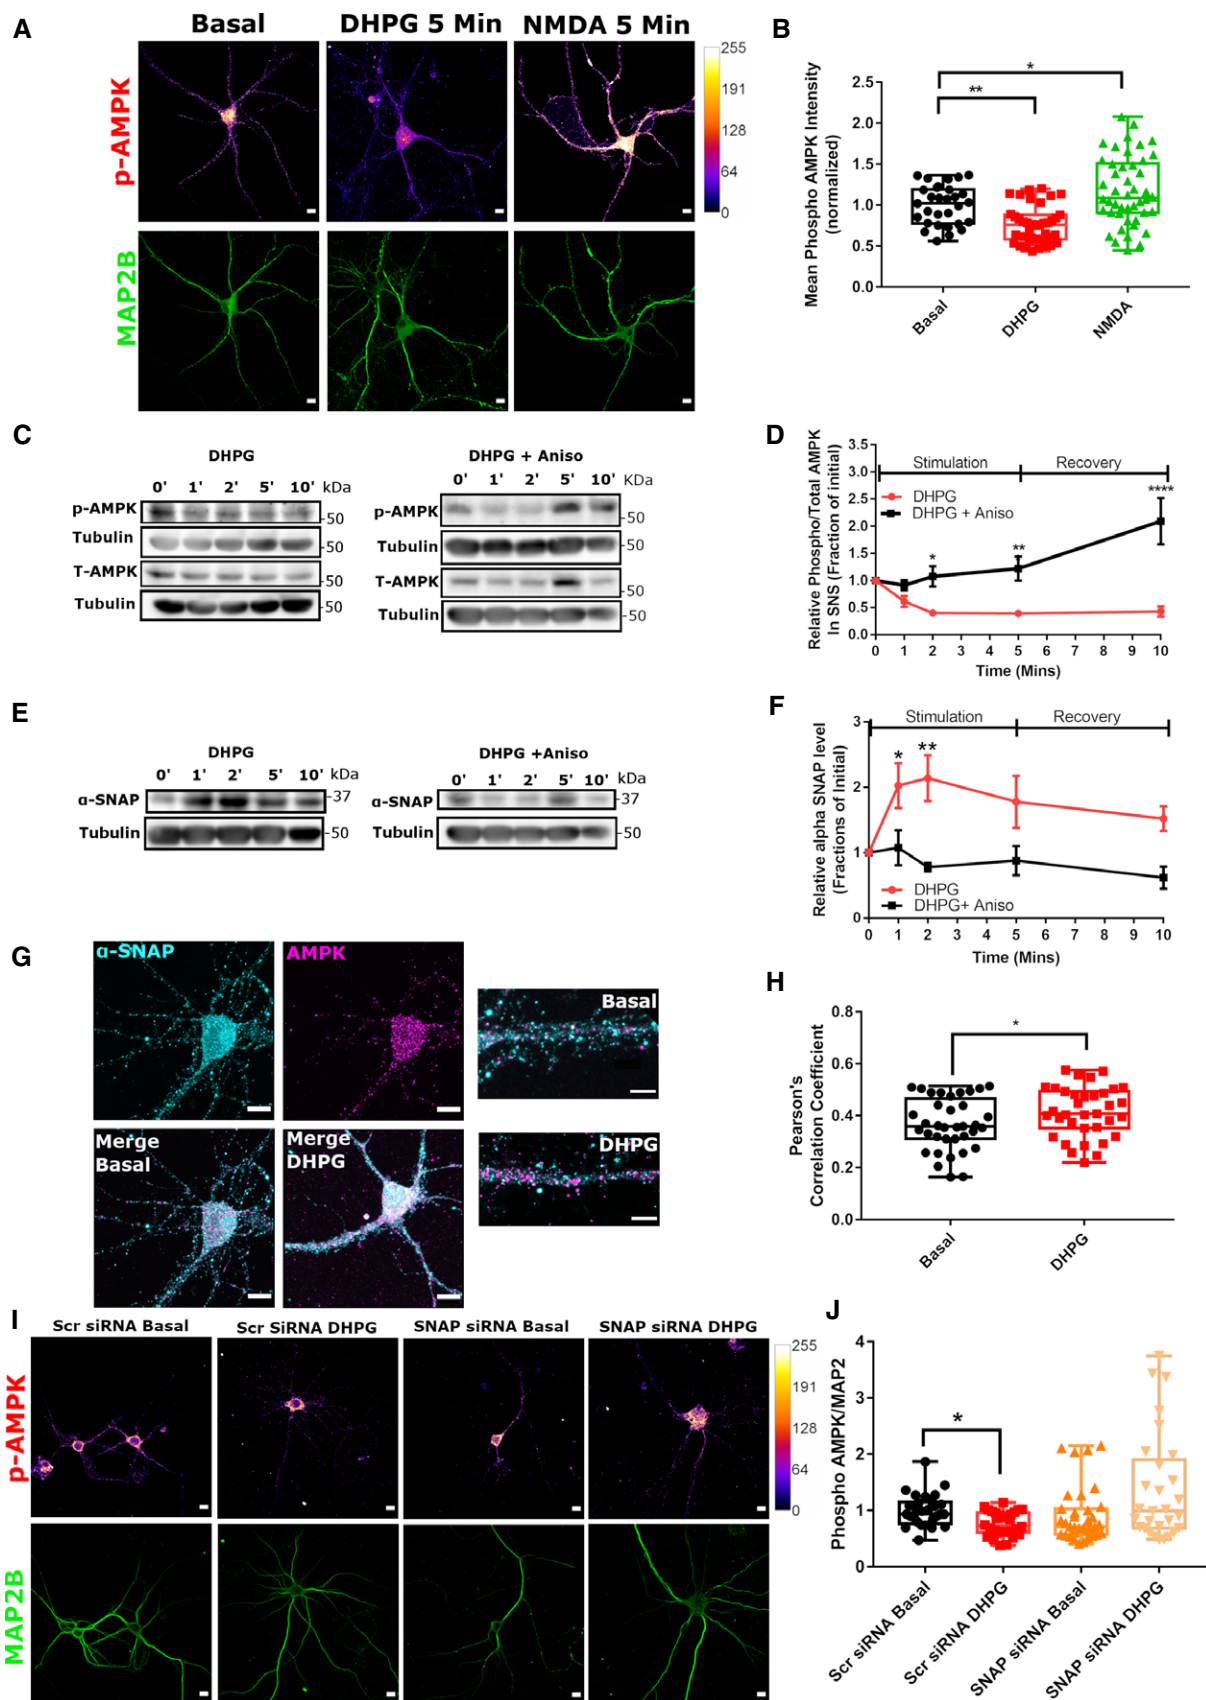 A
Basal
DHPG 5 Min
NMDA 5 Min
p-AMPK
MAP2B
255
191
128
64
0
B
Mean Phospho AMPK Intensity
(normalized)
2.5
2.0
1.5
1.0
0.5
0.0
**
*
Basal
DHPG
NMDA
C
DHPG
0' 1' 2' 5' 10' kDa
p-AMPK
-50
Tubulin
-50
T-AMPK
-50
Tubulin
-50
DHPG + Aniso
0' 1' 2' 5' 10' KDa
p-AMPK
-50
Tubulin
-50
T-AMPK
-50
Tubulin
-50
D
Relative Phospho/Total AMPK
In SNS (Fraction of initial)
3.5
3.0
2.5
2.0
1.5
1.0
0.5
0.0
Stimulation
Recovery
DHPG
DHPG + Aniso
*
**
****
0 1 2 3 4 5 6 7 8 9 10
Time (Mins)
E
DHPG
0' 1' 2' 5' 10' kDa
α-SNAP
-37
Tubulin
-50
DHPG +Aniso
0' 1' 2' 5' 10' kDa
α-SNAP
-37
Tubulin
-50
F
Relative alpha SNAP level
(Fractions of Initial)
3
2
1
0
Stimulation
Recovery
*
**
DHPG
DHPG+ Aniso
0 1 2 3 4 5 6 7 8 9 10
Time (Mins)
G
α-SNAP
AMPK
Basal
Merge
Basal
Merge
DHPG
DHPG
H
Pearson's
Correlation Coefficient
0.8
0.6
0.4
0.2
0.0
*
Basal
DHPG
I
Scr siRNA Basal
Scr SiRNA DHPG
SNAP siRNA Basal
SNAP siRNA DHPG
p-AMPK
MAP2B
255
191
128
64
0
J
Phospho AMPK/MAP2
4
3
2
1
0
*
Scr siRNA Basal
Scr siRNA DHPG
SNAP siRNA Basal
SNAP siRNA DHPG